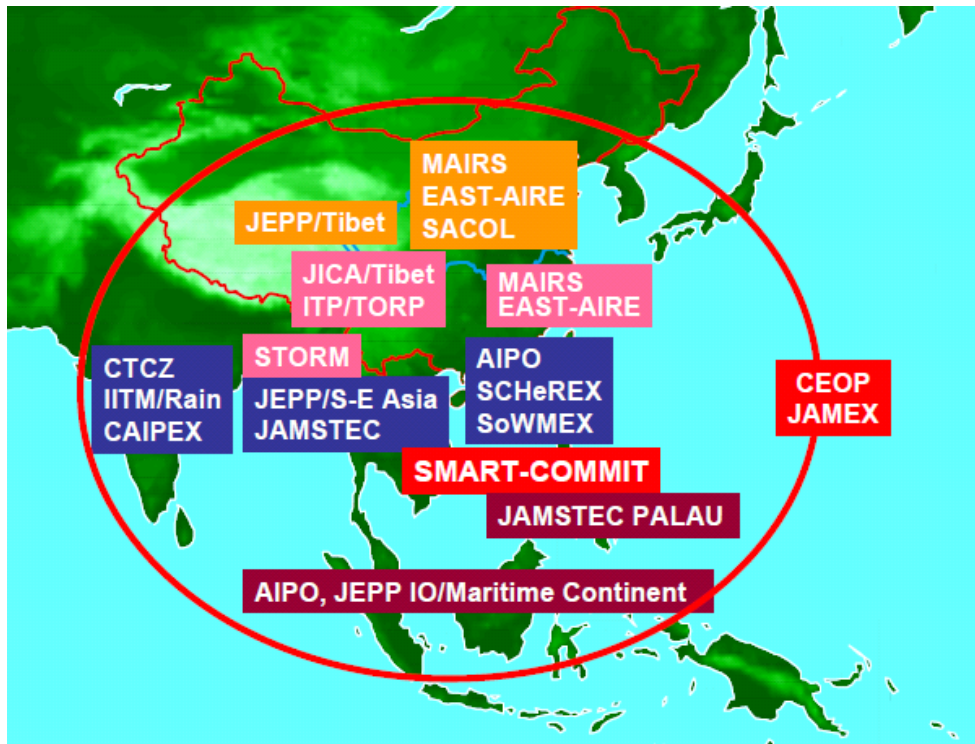 MAIRS
EAST-AIRE
SACOL
JEPP/Tibet
JICA/Tibet
ITP/TORP
MAIRS
EAST-AIRE
STORM
CTCZ
IITM/Rain
CAIPEX
JEPP/S-E Asia
JAMSTEC
AIPO
SCHeREX
SoWMEX
CEOP
JAMEX
SMART-COMMIT
JAMSTEC PALAU
AIPO, JEPP IO/Maritime Continent